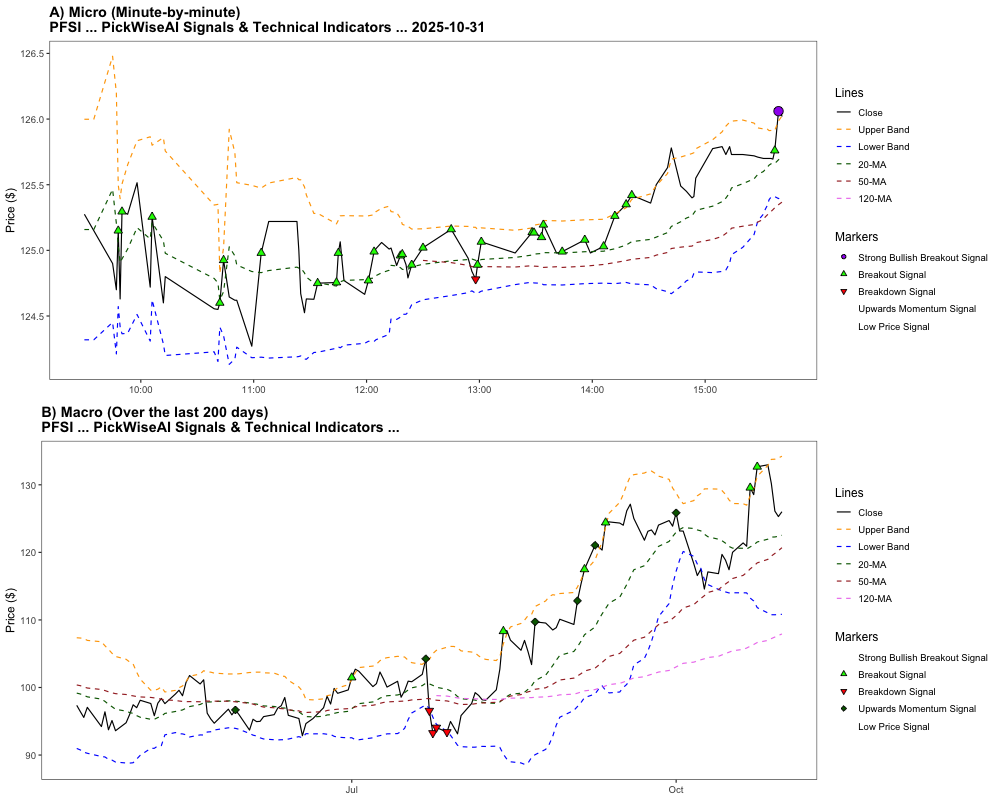 A) Micro (Minute-by-minute)
PFSI ... PickWiseAI Signals & Technical Indicators ... 2025-10-31
126.5
126.0
125.5
125.0
124.5
Price ($)
10:00
11:00
12:00
13:00
14:00
15:00
Lines
Close
Upper Band
Lower Band
20-MA
50-MA
120-MA
Markers
Strong Bullish Breakout Signal
Breakout Signal
Breakdown Signal
Upwards Momentum Signal
Low Price Signal
B) Macro (Over the last 200 days)
PFSI ... PickWiseAI Signals & Technical Indicators ...
130
120
110
100
90
Price ($)
Jul
Oct
Lines
Close
Upper Band
Lower Band
20-MA
50-MA
120-MA
Markers
Strong Bullish Breakout Signal
Breakout Signal
Breakdown Signal
Upwards Momentum Signal
Low Price Signal